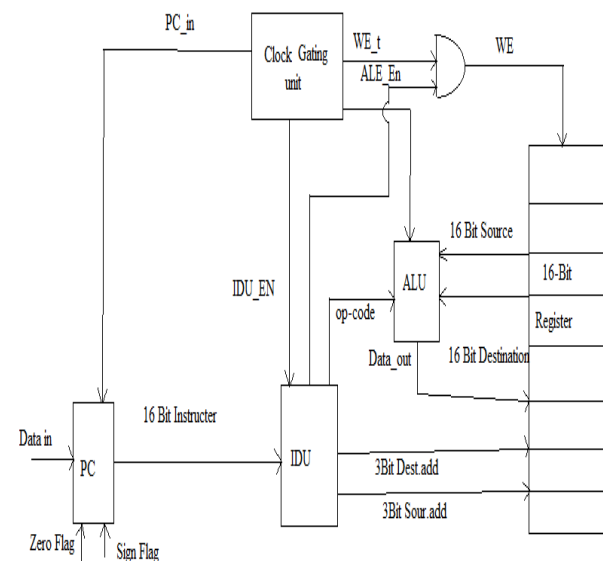 PC_in
Clock Gating
unit
WE_t
ALE_En
WE
16 Bit Source
ALU
16-Bit
IDU_EN
op-code
Register
Data_out
16 Bit Destination
16 Bit Instructer
Data in
PC
IDU
3Bit Dest.add
3Bit Sour.add
Zero Flag
Sign Flag